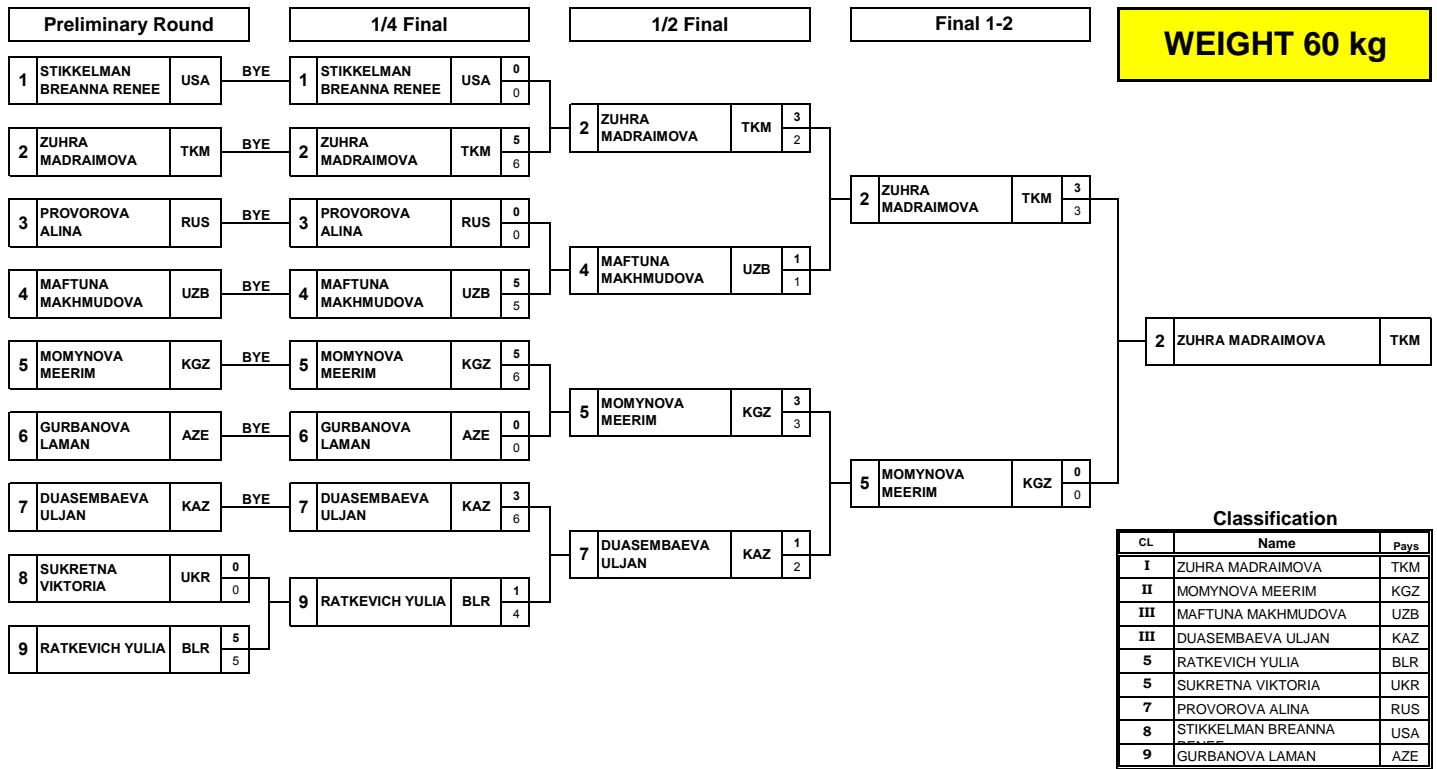 Preliminary Round
1/4 Final
1/2 Final
Final 1-2
WEIGHT 60 kg
1 STIKKELMAN BREANNA RENEE USA BYE
2 ZUHRA MADRAIMOVA TKM BYE
3 PROVOROVA ALINA RUS BYE
4 MAFTUNA MAKHMUDOVA UZB BYE
5 MOMYNOVA MEERIM KGZ BYE
6 GURBANOVA LAMAN AZE BYE
7 DUASEMBAEVA ULJAN KAZ BYE
8 SUKRETNA VIKTORIA UKR 0 0
9 RATKEVICH YULIA BLR 5 5
1 STIKKELMAN BREANNA RENEE USA 0 0
2 ZUHRA MADRAIMOVA TKM 5 6
3 PROVOROVA ALINA RUS 0 0
4 MAFTUNA MAKHMUDOVA UZB 5 5
5 MOMYNOVA MEERIM KGZ 5 6
6 GURBANOVA LAMAN AZE 0 0
7 DUASEMBAEVA ULJAN KAZ 3 6
9 RATKEVICH YULIA BLR 1 4
2 ZUHRA MADRAIMOVA TKM 3 2
4 MAFTUNA MAKHMUDOVA UZB 1 1
5 MOMYNOVA MEERIM KGZ 3 3
7 DUASEMBAEVA ULJAN KAZ 1 2
2 ZUHRA MADRAIMOVA TKM 3 3
5 MOMYNOVA MEERIM KGZ 0 0
2 ZUHRA MADRAIMOVA TKM
Classification
CL Name Pays
I ZUHRA MADRAIMOVA TKM
II MOMYNOVA MEERIM KGZ
III MAFTUNA MAKHMUDOVA UZB
III DUASEMBAEVA ULJAN KAZ
5 RATKEVICH YULIA BLR
5 SUKRETNA VIKTORIA UKR
7 PROVOROVA ALINA RUS
8 STIKKELMAN BREANNA USA
9 GURBANOVA LAMAN AZE